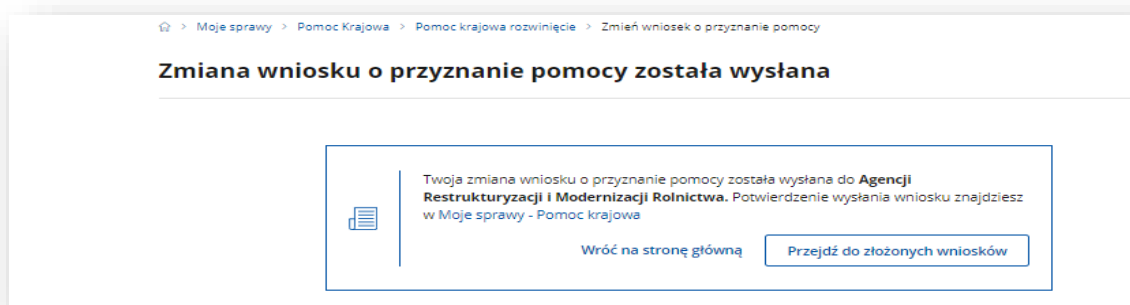 > Moje sprawy > Pomoc Krajowa > Pomoc krajowa rozwinięcie > Zmień wniosek o przyznanie pomocy
Zmiana wniosku o przyznanie pomocy została wysłana
Twoja zmiana wniosku o przyznanie pomocy została wysłana do Agencji
Restrukturyzacji i Modernizacji Rolnictwa. Potwierdzenie wysłania wniosku znajdziesz
w Moje sprawy - Pomoc krajowa
Wróć na stronę główną Przejdź do złożonych wniosków